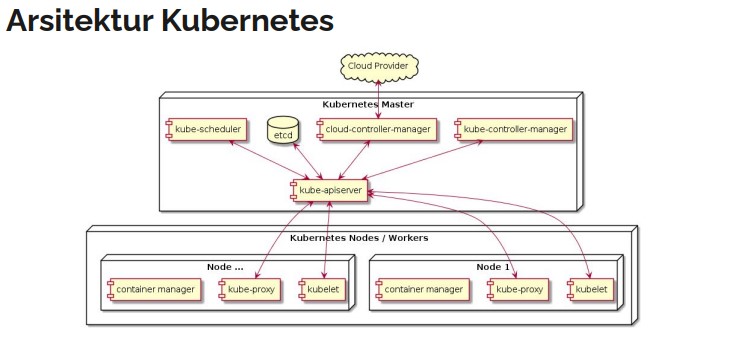 Arsitektur Kubernetes
Cloud Provider
Kubernetes Master
kube-scheduler
etcd
cloud-controller-manager
kube-controller-manager
kube-apiserver
Kubernetes Nodes / Workers
Node ...
container manager
kube-proxy
kubelet
Node 1
container manager
kube-proxy
kubelet